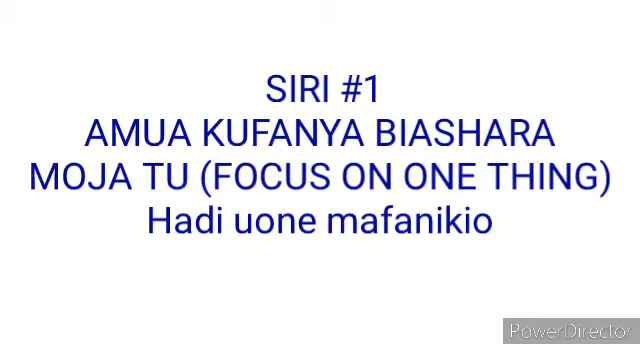 SIRI #1
AMUA KUFANYA BIASHARA
MOJA TU (FOCUS ON ONE THING)
Hadi uone mafanikio
PowerDirector